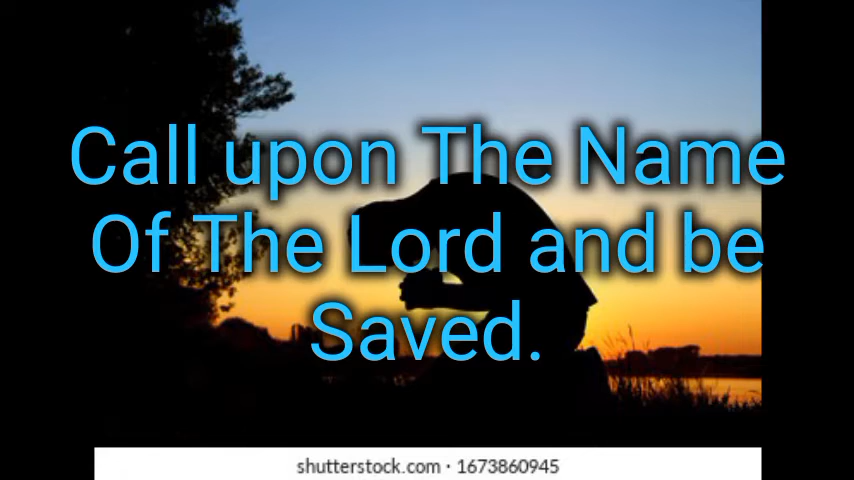 Call upon The Name
Of The Lord and be
Saved.
shutterstock.com · 1673860945